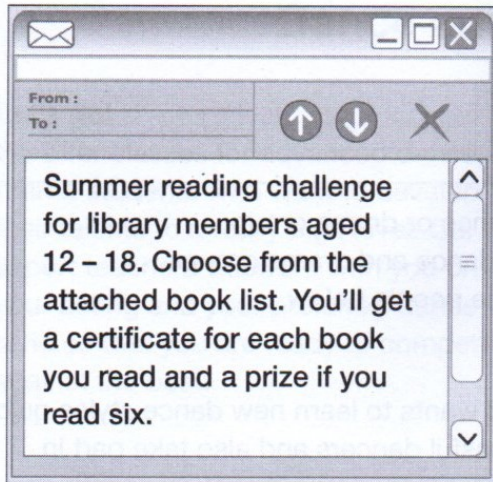 From :
To :
Summer reading challenge
for library members aged
12 – 18. Choose from the
attached book list. You'll get
a certificate for each book
you read and a prize if you
read six.